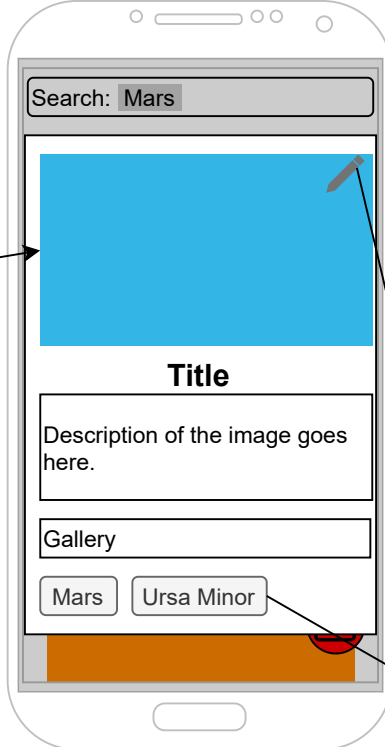 Search: Mars
Title
Description of the image goes
here.
Gallery
Mars
Ursa Minor